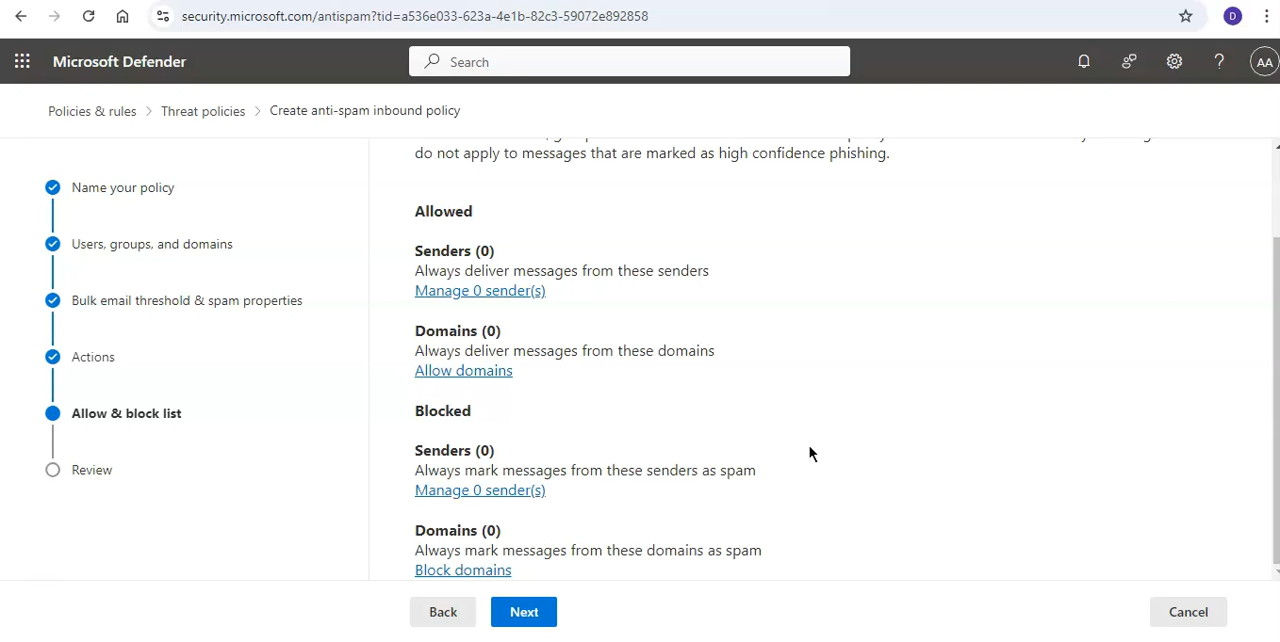 security.microsoft.com/antispam?tid=a536e033-623a-4e1b-82c3-59072e892858
D
Microsoft Defender
Search
AA
Policies & rules > Threat policies > Create anti-spam inbound policy
do not apply to messages that are marked as high confidence phishing.
Name your policy
Users, groups, and domains
Bulk email threshold & spam properties
Actions
Allow & block list
Review
Allowed
Senders (0)
Always deliver messages from these senders
Manage 0 sender(s)
Domains (0)
Always deliver messages from these domains
Allow domains
Blocked
Senders (0)
Always mark messages from these senders as spam
Manage 0 sender(s)
Domains (0)
Always mark messages from these domains as spam
Block domains
Back
Next
Cancel